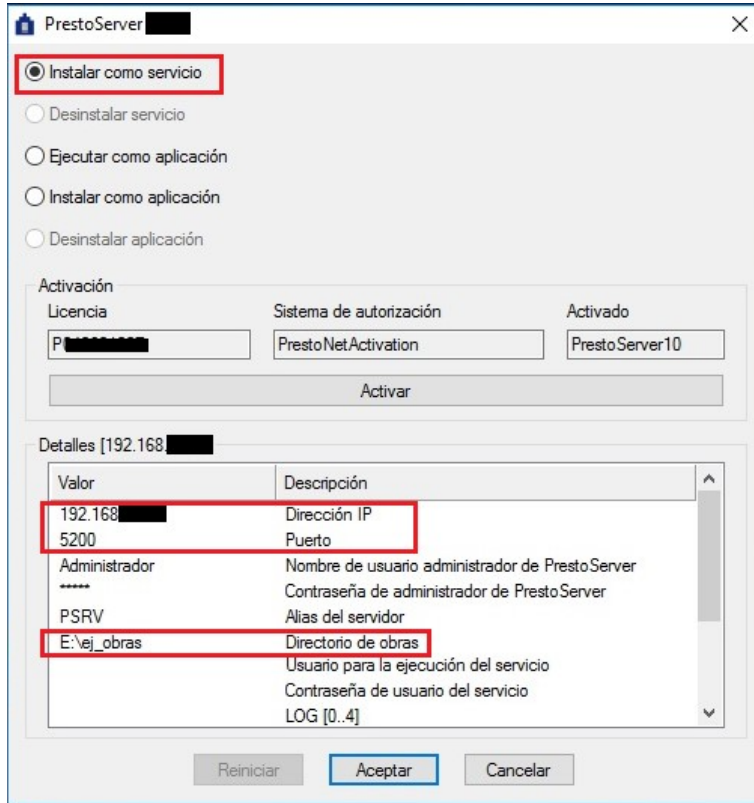 PrestoServer
Instalar como servicio
Desinstalar servicio
Ejecutar como aplicación
Instalar como aplicación
Desinstalar aplicación
Activación
Licencia Sistema de autorización Activado
PrestoNetActivation PrestoServer10
Activar
Detalles [192.168.
Valor Descripción
192.168 Dirección IP
5200 Puerto
Administrador Nombre de usuario administrador de PrestoServer
***** Contraseña de administrador de PrestoServer
PSRV Alias del servidor
E:\ej_obras Directorio de obras
Usuario para la ejecución del servicio
Contraseña de usuario del servicio
LOG [0..4]
Reiniciar Aceptar Cancelar